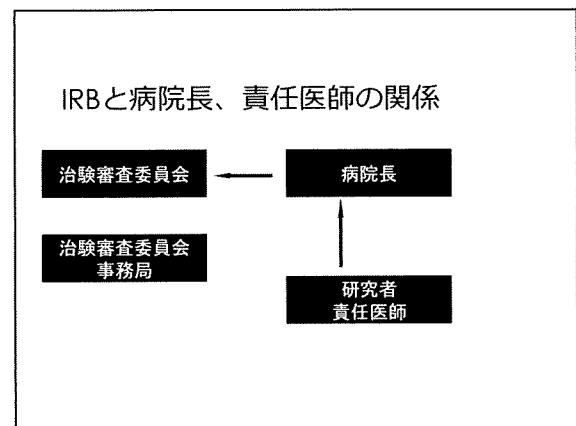 IRBと病院長、責任医師の関係
治験審査委員会
病院長
治験審査委員会
事務局
研究者
責任医師